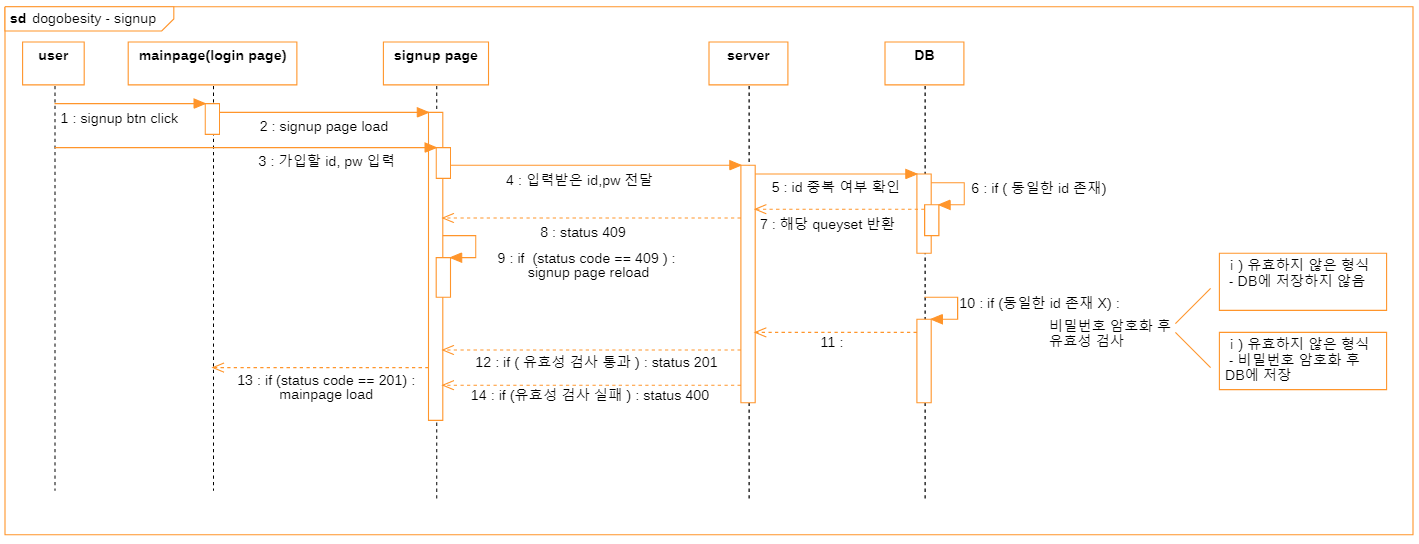 sd dogobesity - signup
user
mainpage(login page)
signup page
server
DB
1 : signup btn click
2 : signup page load
3 : 가입할 id, pw 입력
4 : 입력받은 id,pw 전달
5 : id 중복 여부 확인
6 : if ( 동일한 id 존재)
7 : 해당 queyset 반환
8 : status 409
9 : if (status code == 409 ) :
signup page reload
10 : if (동일한 id 존재 X) :
비밀번호 암호화 후
유효성 검사
i ) 유효하지 않은 형식
- DB에 저장하지 않음
i ) 유효하지 않은 형식
- 비밀번호 암호화 후
DB에 저장
11 :
12 : if ( 유효성 검사 통과 ) : status 201
13 : if (status code == 201) :
mainpage load
14 : if (유효성 검사 실패 ) : status 400